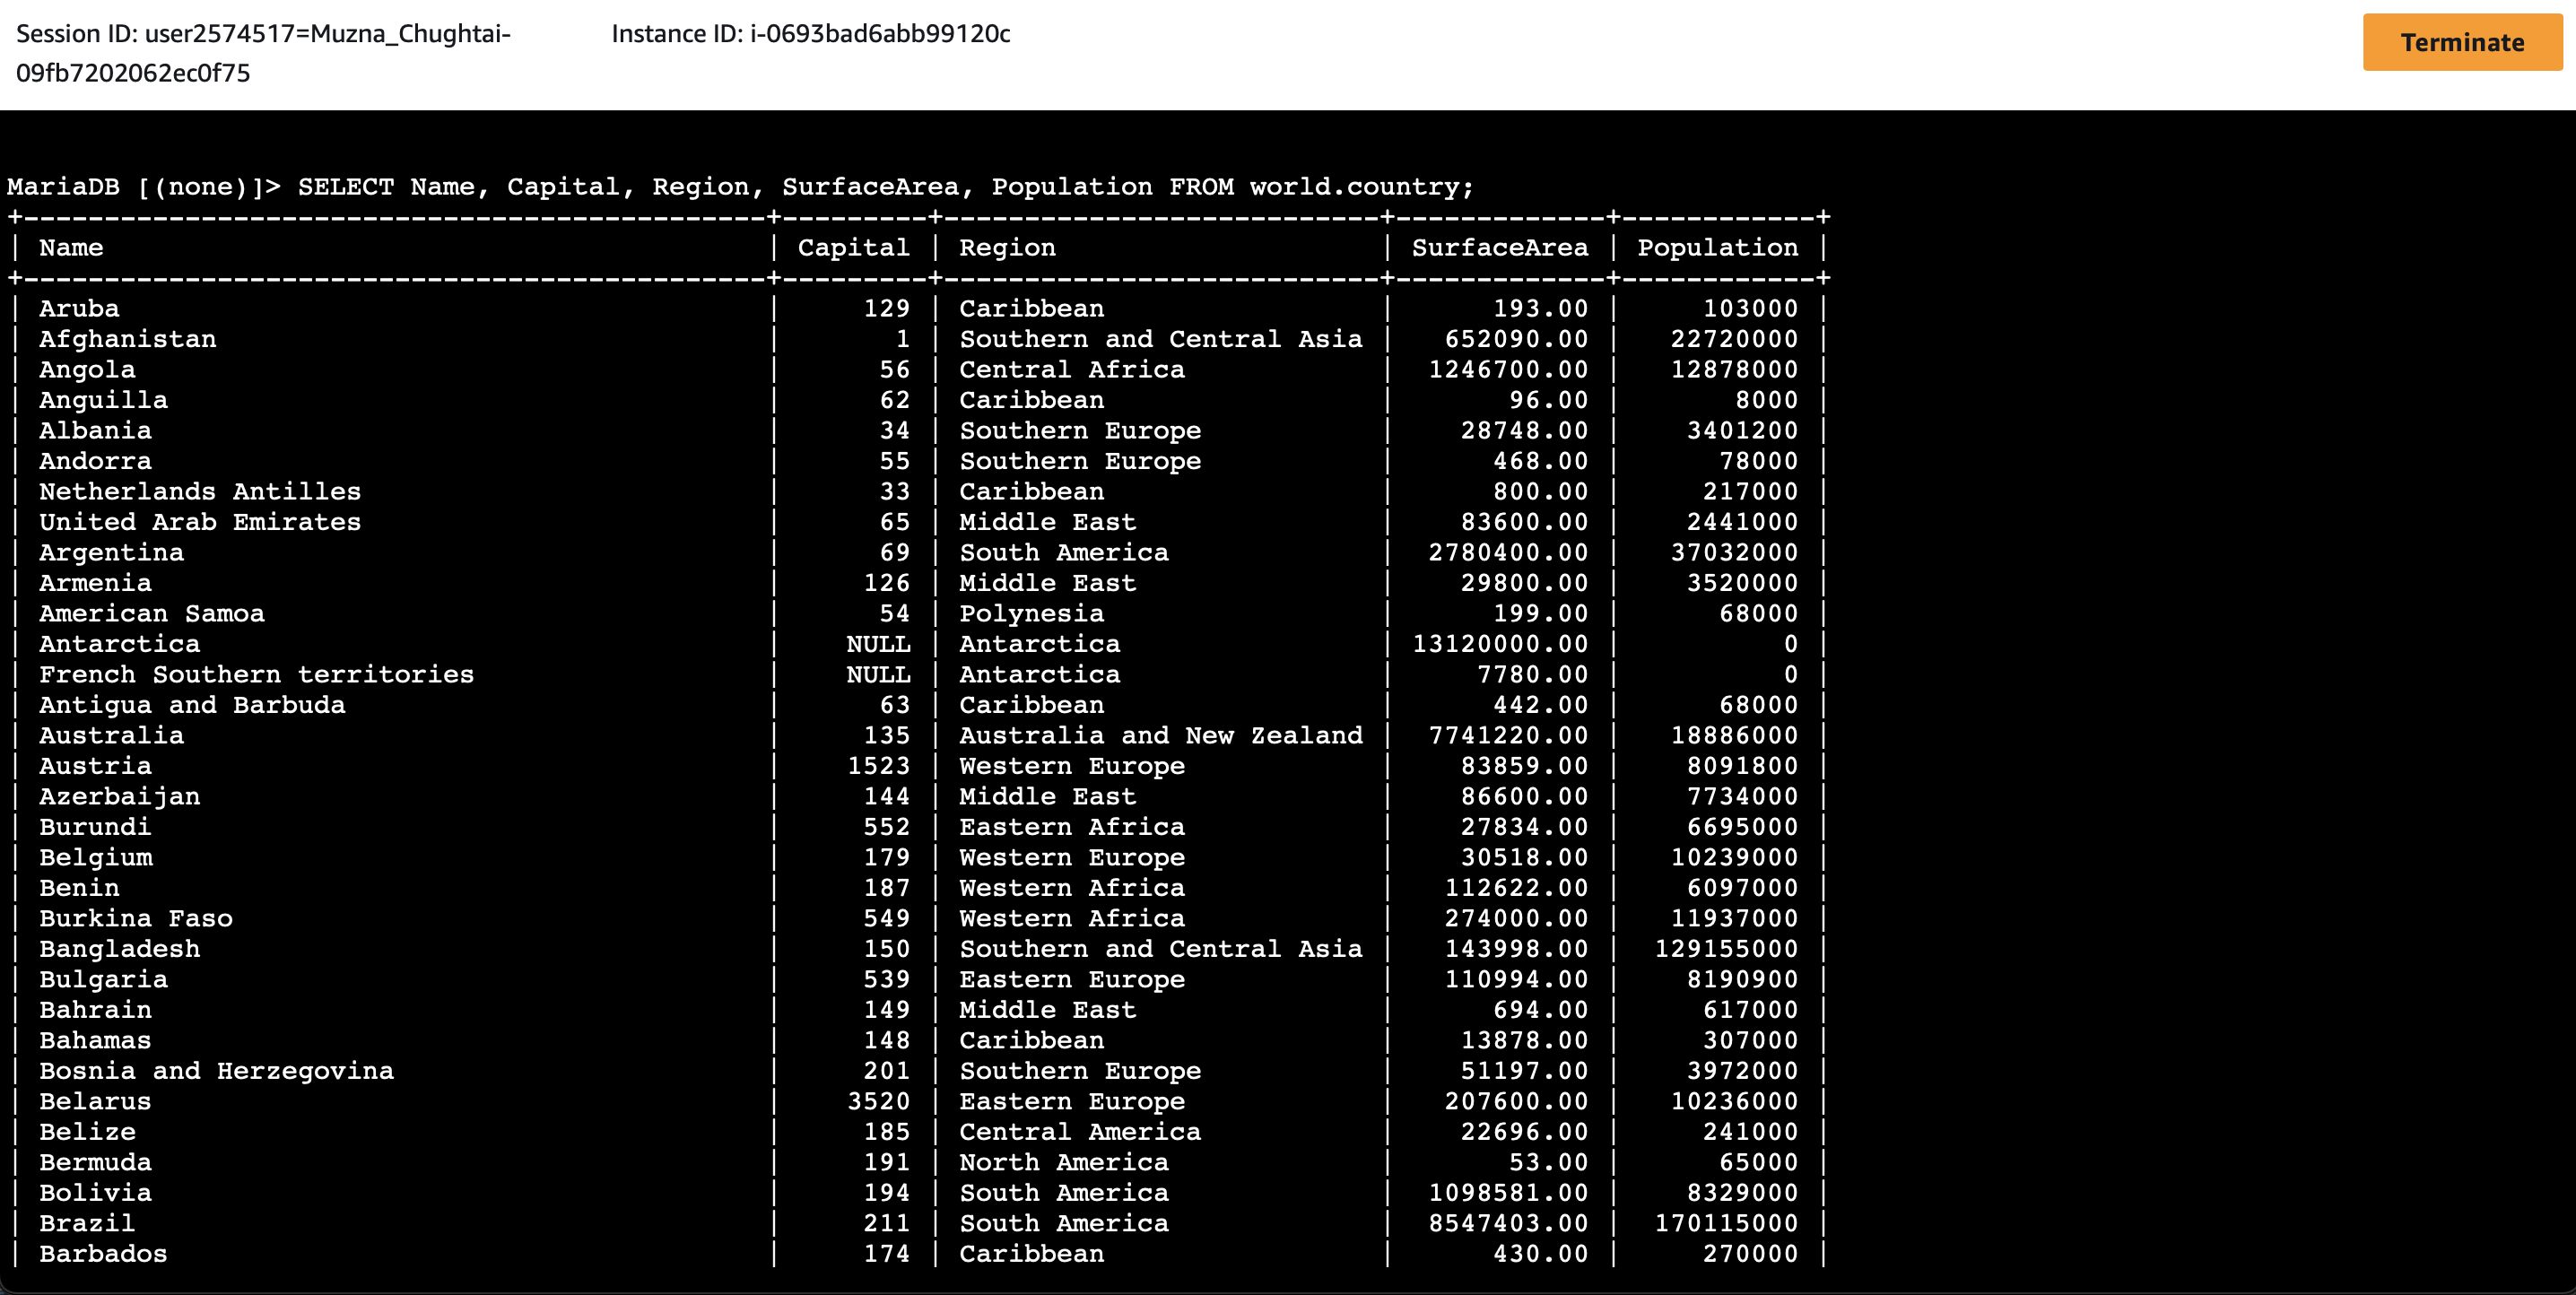 Session ID: user2574517=Muzna_Chughtai-
09fb7202062ec0f75
Instance ID: i-0693bad6abb99120c
Terminate
MariaDB [(none)]> SELECT Name, Capital, Region, SurfaceArea, Population FROM world.country;
+----------------------------------------------+---------+---------------------------+-------------+------------+
| Name | Capital | Region | SurfaceArea | Population |
+----------------------------------------------+---------+---------------------------+-------------+------------+
| Aruba | 129 | Caribbean | 193.00 | 103000 |
| Afghanistan | 1 | Southern and Central Asia | 652090.00 | 22720000 |
| Angola | 56 | Central Africa | 1246700.00 | 12878000 |
| Anguilla | 62 | Caribbean | 96.00 | 8000 |
| Albania | 34 | Southern Europe | 28748.00 | 3401200 |
| Andorra | 55 | Southern Europe | 468.00 | 78000 |
| Netherlands Antilles | 33 | Caribbean | 800.00 | 217000 |
| United Arab Emirates | 65 | Middle East | 83600.00 | 2441000 |
| Argentina | 69 | South America | 2780400.00 | 37032000 |
| Armenia | 126 | Middle East | 29800.00 | 3520000 |
| American Samoa | 54 | Polynesia | 199.00 | 68000 |
| Antarctica | NULL | Antarctica | 13120000.00 | 0 |
| French Southern territories | NULL | Antarctica | 7780.00 | 0 |
| Antigua and Barbuda | 63 | Caribbean | 442.00 | 68000 |
| Australia | 135 | Australia and New Zealand | 7741220.00 | 18886000 |
| Austria | 1523 | Western Europe | 83859.00 | 8091800 |
| Azerbaijan | 144 | Middle East | 86600.00 | 7734000 |
| Burundi | 552 | Eastern Africa | 27834.00 | 6695000 |
| Belgium | 179 | Western Europe | 30518.00 | 10239000 |
| Benin | 187 | Western Africa | 112622.00 | 6097000 |
| Burkina Faso | 549 | Western Africa | 274000.00 | 11937000 |
| Bangladesh | 150 | Southern and Central Asia | 143998.00 | 129155000 |
| Bulgaria | 539 | Eastern Europe | 110994.00 | 8190900 |
| Bahrain | 149 | Middle East | 694.00 | 617000 |
| Bahamas | 148 | Caribbean | 13878.00 | 307000 |
| Bosnia and Herzegovina | 201 | Southern Europe | 51197.00 | 3972000 |
| Belarus | 3520 | Eastern Europe | 207600.00 | 10236000 |
| Belize | 185 | Central America | 22696.00 | 241000 |
| Bermuda | 191 | North America | 53.00 | 65000 |
| Bolivia | 194 | South America | 1098581.00 | 8329000 |
| Brazil | 211 | South America | 8547403.00 | 170115000 |
| Barbados | 174 | Caribbean | 430.00 | 270000 |